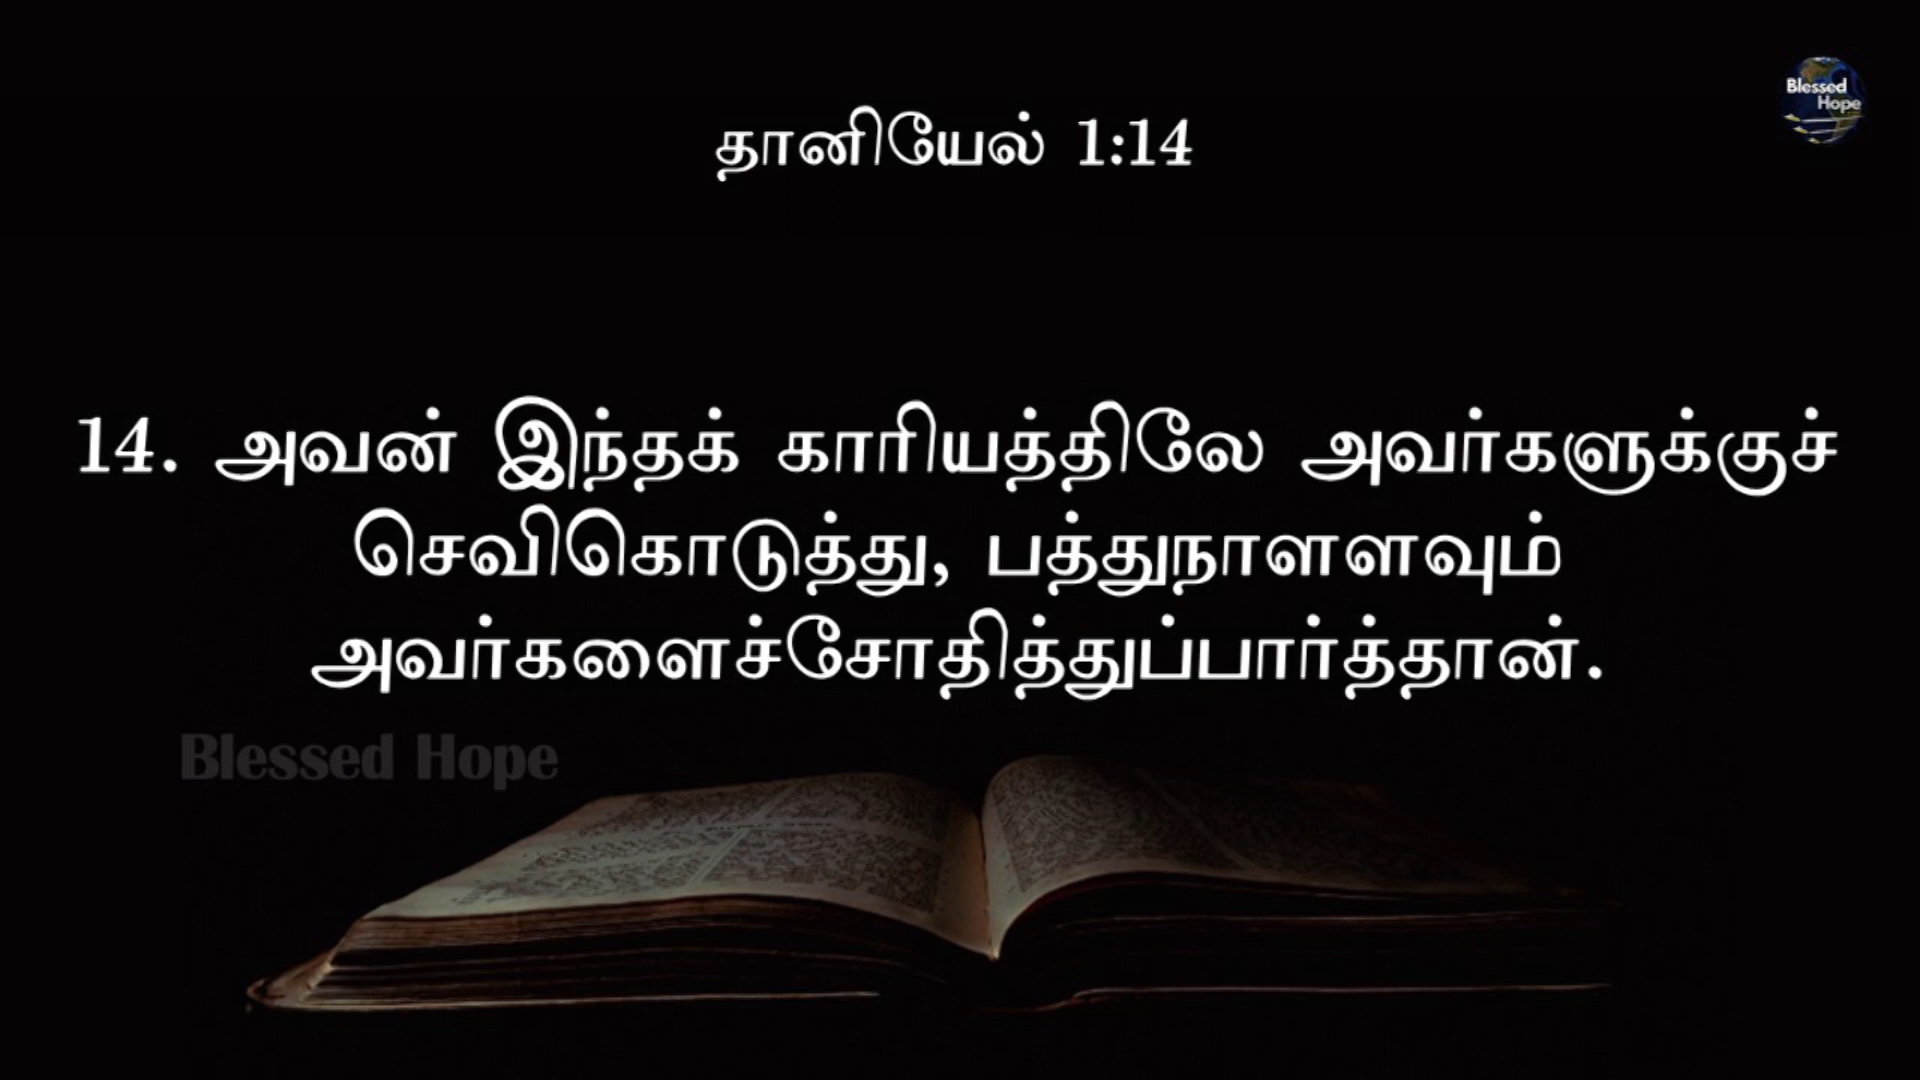 Blessed
Hope
தானியேல் 1:14
14. அவன் இந்தக் காரியத்திலே அவர்களுக்குச்
செவிகொடுத்து, பத்துநாளளவும்
அவர்களைச்சோதித்துப்பார்த்தான்.
Blessed Hope